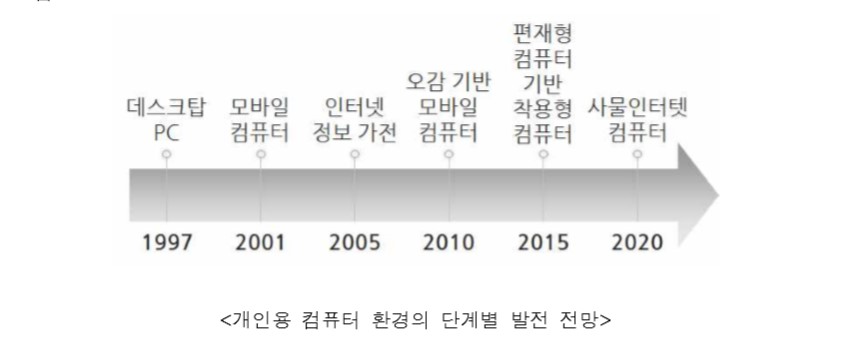 데스크탑
PC
모바일
컴퓨터
인터넷
정보 가전
오감 기반
모바일
컴퓨터
편재형
컴퓨터
기반
착용형
컴퓨터
사물인터텟
컴퓨터
1997 2001 2005 2010 2015 2020
<개인용 컴퓨터 환경의 단계별 발전 전망>